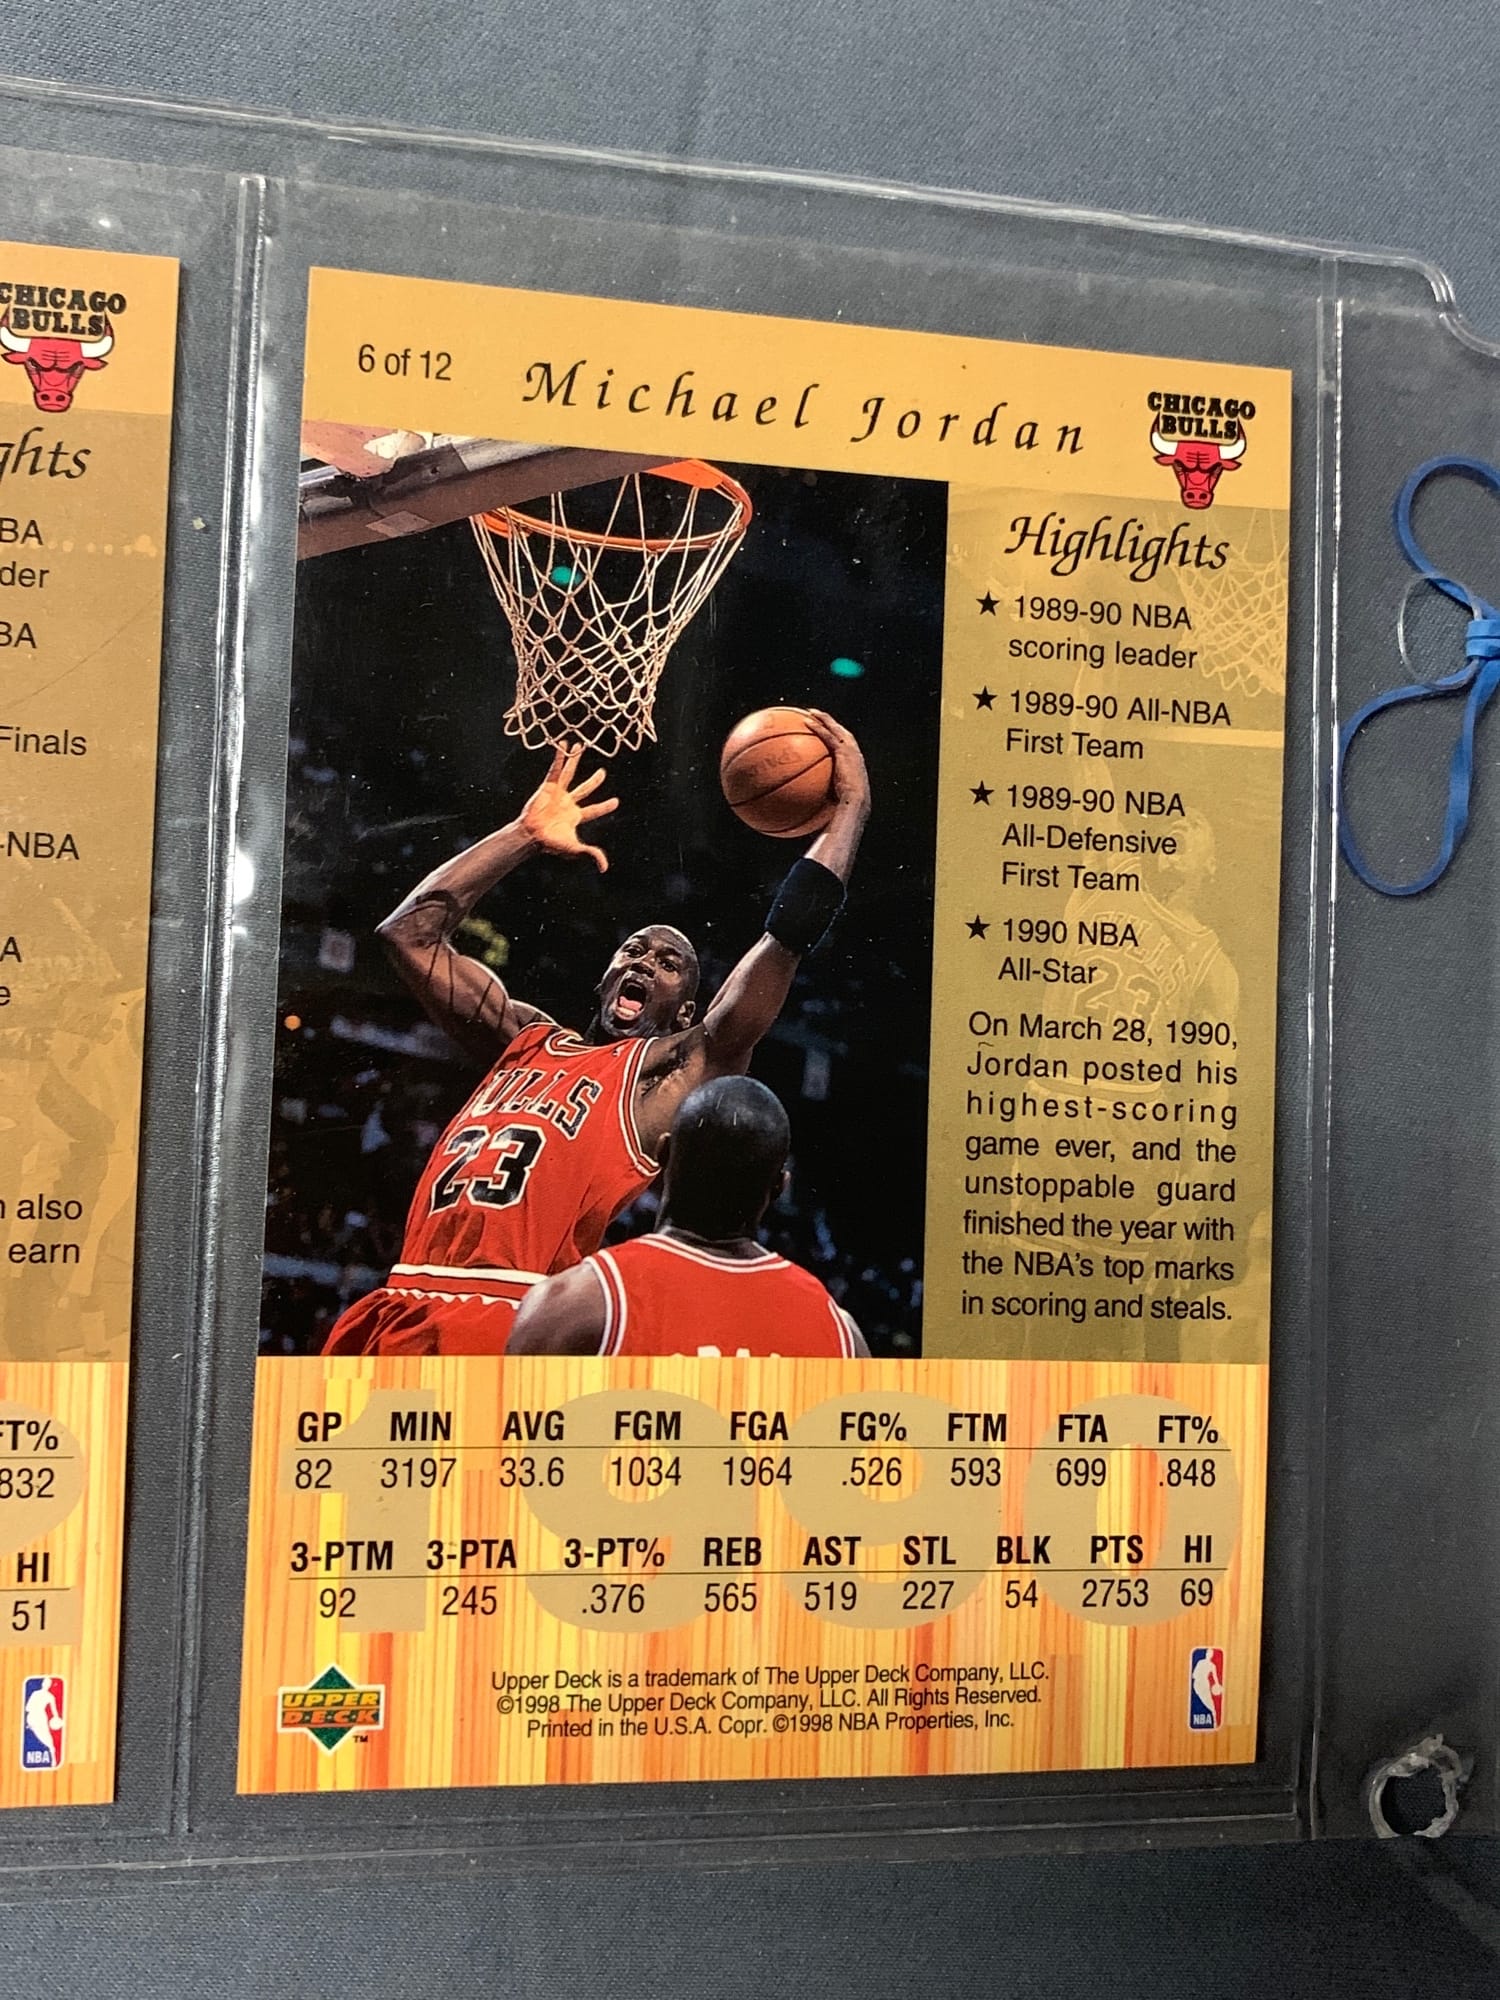 CHICAGO
BULLS
ghts
BA
der
BA
Finals
-NBA
A
e
also
earn
FT%
832
HI
51
NBA
6 of 12
Michael Jordan
CHICAGO
BULLS
BULLS
23
Highlights
★ 1989-90 NBA
scoring leader
★ 1989-90 All-NBA
First Team
★ 1989-90 NBA
All-Defensive
First Team
★ 1990 NBA
All-Star
On March 28, 1990,
Jordan posted his
highest-scoring
game ever, and the
unstoppable guard
finished the year with
the NBA's top marks
in scoring and steals.
1990
GP MIN AVG FGM FGA FG% FTM FTA FT%
82 3197 33.6 1034 1964 .526 593 699 .848
3-PTM 3-PTA 3-PT% REB AST STL BLK PTS HI
92 245 .376 565 519 227 54 2753 69
UPPER
DECK
TM
Upper Deck is a trademark of The Upper Deck Company, LLC.
©1998 The Upper Deck Company, LLC. All Rights Reserved.
Printed in the U.S.A. Copr. ©1998 NBA Properties, Inc.
NBA